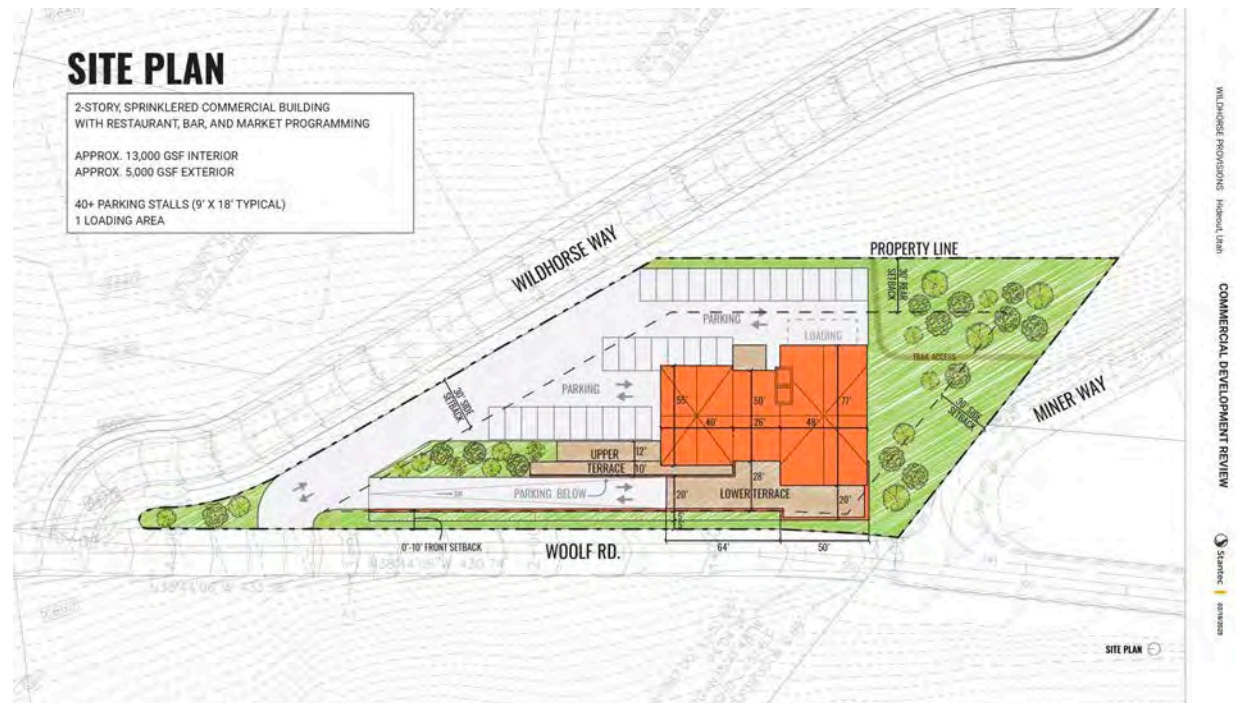 SITE PLAN
2-STORY, SPRINKLERED COMMERCIAL BUILDING
WITH RESTAURANT, BAR, AND MARKET PROGRAMMING
APPROX. 13,000 GSF INTERIOR
APPROX. 5,000 GSF EXTERIOR
40+ PARKING STALLS (9' X 18' TYPICAL)
1 LOADING AREA
WILDHORSE WAY
PROPERTY LINE
30' REAR
SETBACK
PARKING
LOADING
TRAIL ACCESS
PARKING
30' SIDE
SETBACK
55'
50'
77'
40'
26'
48'
30' SIDE
SETBACK
MINER WAY
UPPER
TERRACE
12'
10'
28'
PARKING BELOW
20'
LOWER TERRACE
20'
0'-10' FRONT SETBACK
WOOLF RD.
64'
50'
WILDHORSE PROVISIONS Hideout, Utah
COMMERCIAL DEVELOPMENT REVIEW
Stantec
SITE PLAN